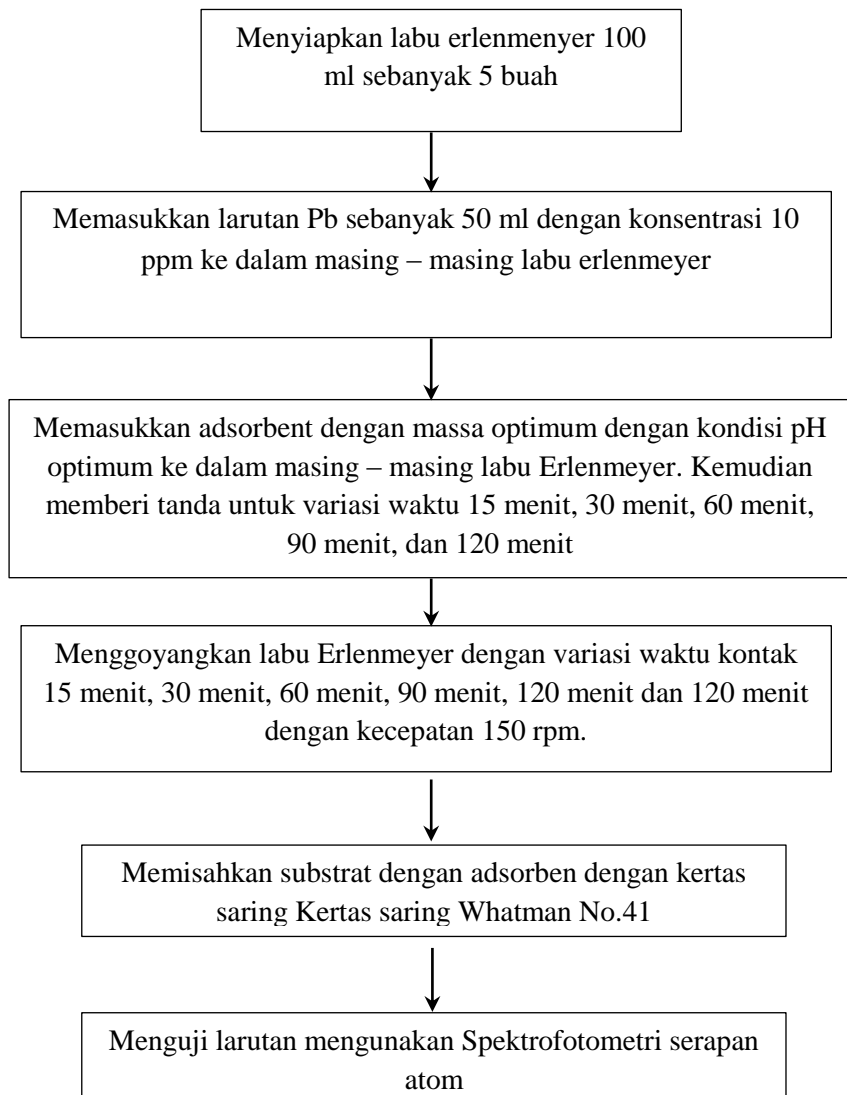 Menyiapkan labu erlenmenyer 100
ml sebanyak 5 buah
Memasukkan larutan Pb sebanyak 50 ml dengan konsentrasi 10
ppm ke dalam masing – masing labu erlenmeyer
Memasukkan adsorbent dengan massa optimum dengan kondisi pH
optimum ke dalam masing – masing labu Erlenmeyer. Kemudian
memberi tanda untuk variasi waktu 15 menit, 30 menit, 60 menit,
90 menit, dan 120 menit
Menggoyangkan labu Erlenmeyer dengan variasi waktu kontak
15 menit, 30 menit, 60 menit, 90 menit, 120 menit dan 120 menit
dengan kecepatan 150 rpm.
Memisahkan substrat dengan adsorben dengan kertas
saring Kertas saring Whatman No.41
Menguji larutan mengunakan Spektrofotometri serapan
atom